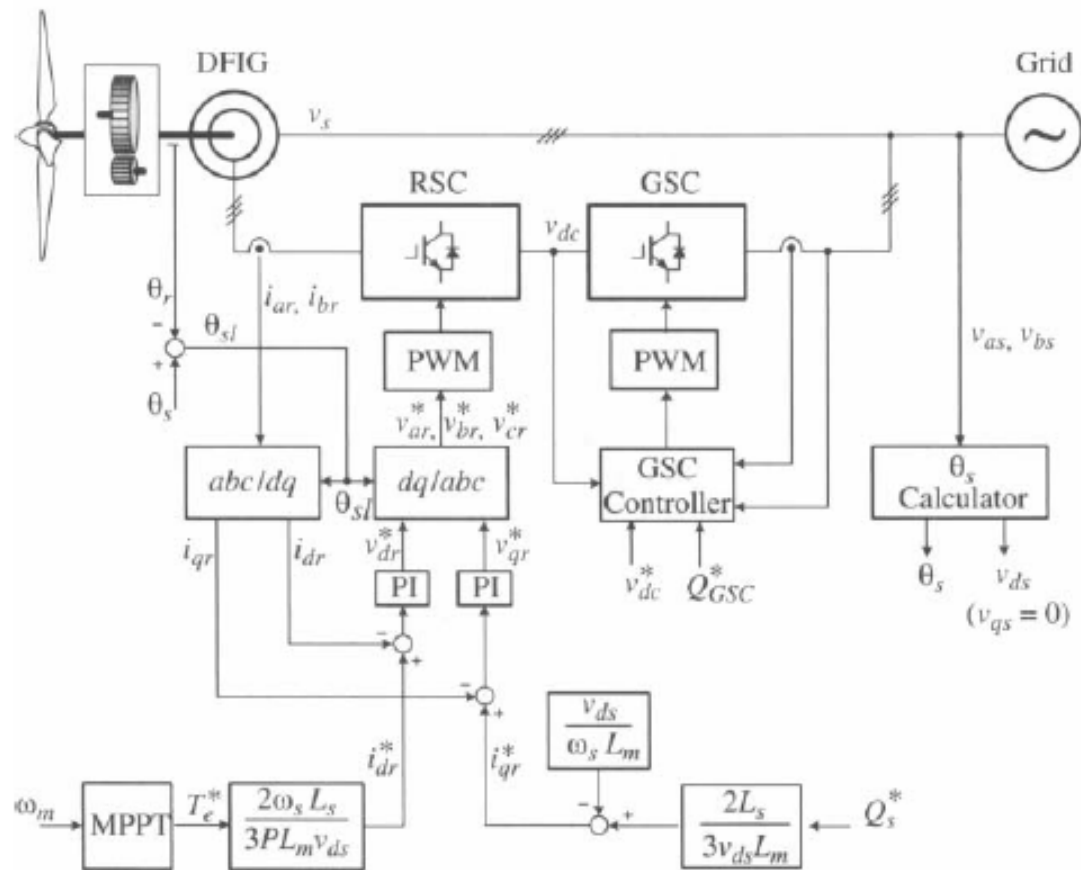 DFIG
Grid
v_s
~
RSC
GSC
v_dc
θ_r
i_ar, i_br
-
θ_sl
+
θ_s
PWM
PWM
v_as, v_bs
v*_ar, v*_br, v*_cr
abc/dq
θ_sl
dq/abc
GSC
Controller
θ_s
Calculator
i_qr
i_dr
v*_dr
v*_qr
PI
PI
v*_dc
Q*_GSC
θ_s
v_ds
(v_qs = 0)
-
+
-
+
v_ds
ω_s L_m
i*_dr
i*_qr
ω_m
MPPT
T*_e
2ω_s L_s
3PL_m v_ds
-
+
2L_s
3v_ds L_m
Q*_s